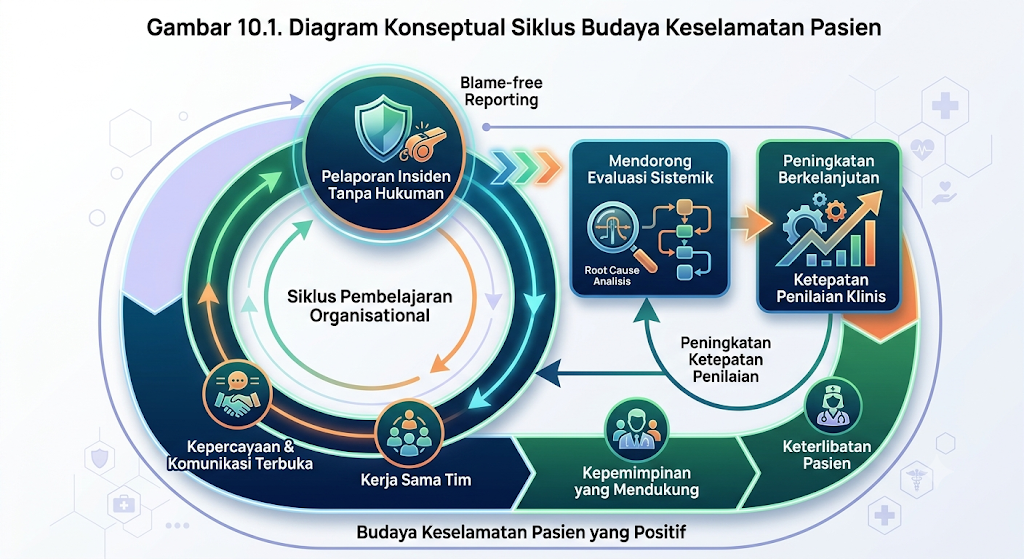 Gambar 10.1. Diagram Konseptual Siklus Budaya Keselamatan Pasien
Blame-free
Reporting
Pelaporan Insiden
Tanpa Hukuman
Mendorong
Evaluasi Sistemik
Root Cause
Analisis
Peningkatan
Berkelanjutan
Ketepatan
Penilaian Klinis
Siklus Pembelajaran
Organisational
Peningkatan
Ketepatan
Penilaian
Kepercayaan &
Komunikasi Terbuka
Kerja Sama Tim
Kepemimpinan
yang Mendukung
Keterlibatan
Pasien
Budaya Keselamatan Pasien yang Positif